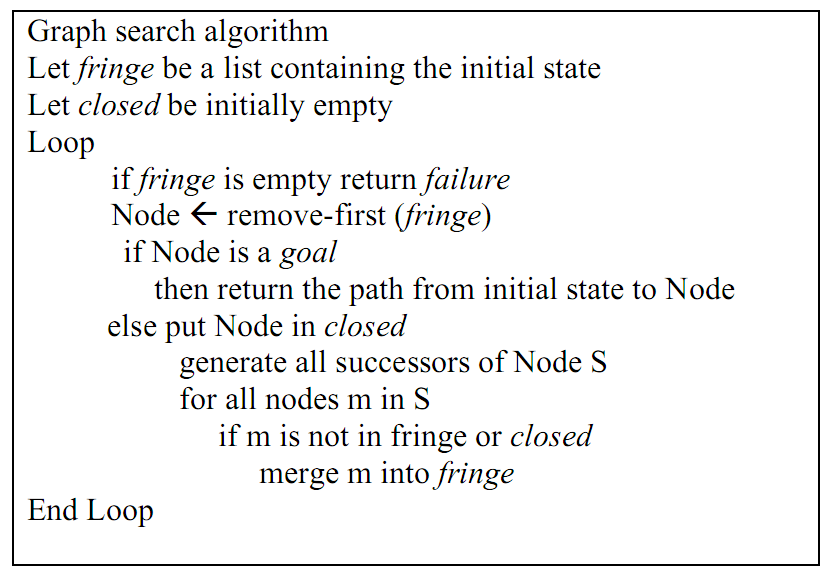 Graph search algorithm
Let fringe be a list containing the initial state
Let closed be initially empty
Loop
if fringe is empty return failure
Node ← remove-first (fringe)
if Node is a goal
then return the path from initial state to Node
else put Node in closed
generate all successors of Node S
for all nodes m in S
if m is not in fringe or closed
merge m into fringe
End Loop